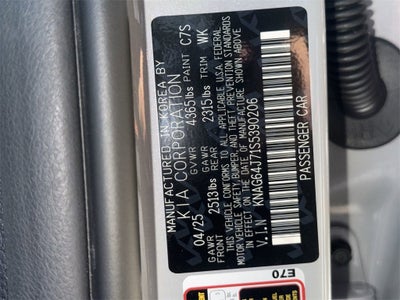 MANUFACTURED IN KOREA BY
KIA CORPORATION
04/25 GVWR 4365lbs PAINT C7S
GAWR FRONT 2513lbs GAWR REAR 2315lbs TRIM WK
THIS VEHICLE CONFORMS TO ALL APPLICABLE U.S.A. FEDERAL
MOTOR VEHICLE SAFETY, BUMPER, AND THEFT PREVENTION STANDARDS
IN EFFECT ON THE DATE OF MANUFACTURE SHOWN ABOVE
V.I.N KNAG64J71S5390206
PASSENGER CAR
E70